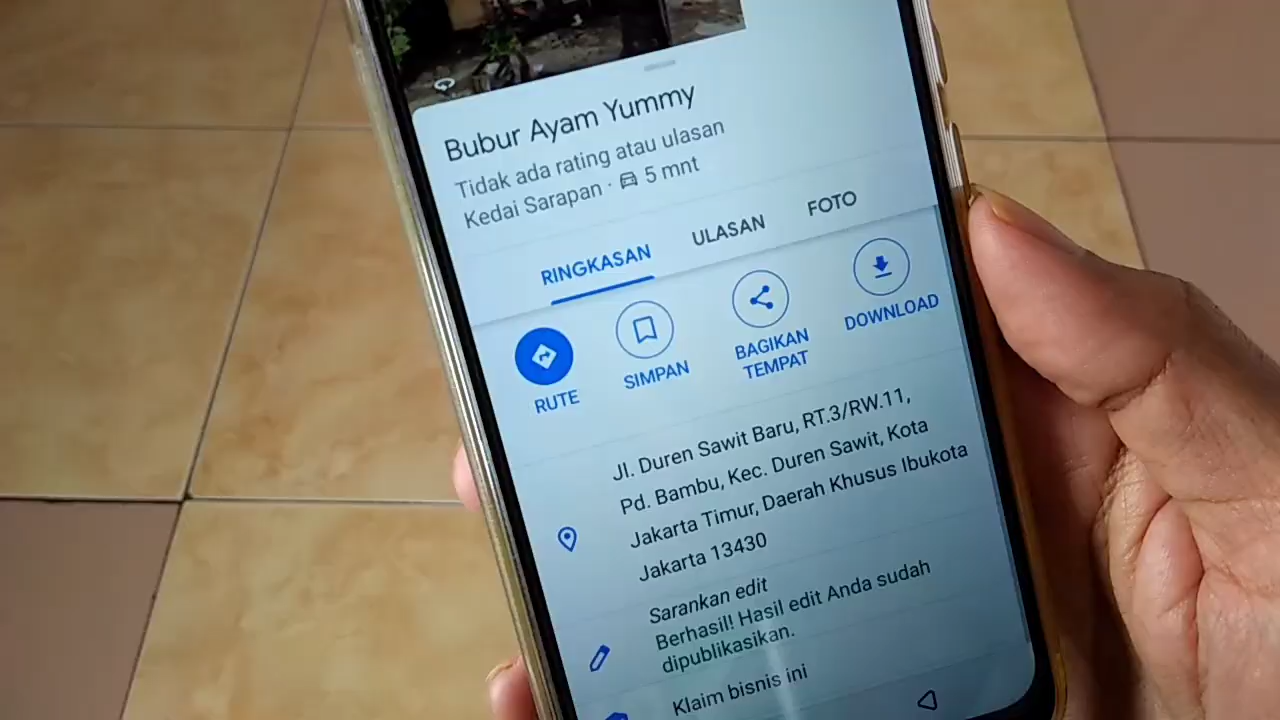 Bubur Ayam Yummy
Tidak ada rating atau ulasan
Kedai Sarapan · 5 mnt
RINGKASAN ULASAN FOTO
RUTE
SIMPAN
BAGIKAN
TEMPAT
DOWNLOAD
Jl. Duren Sawit Baru, RT.3/RW.11,
Pd. Bambu, Kec. Duren Sawit, Kota
Jakarta Timur, Daerah Khusus Ibukota
Jakarta 13430
Sarankan edit
Berhasil! Hasil edit Anda sudah
dipublikasikan.
Klaim bisnis ini